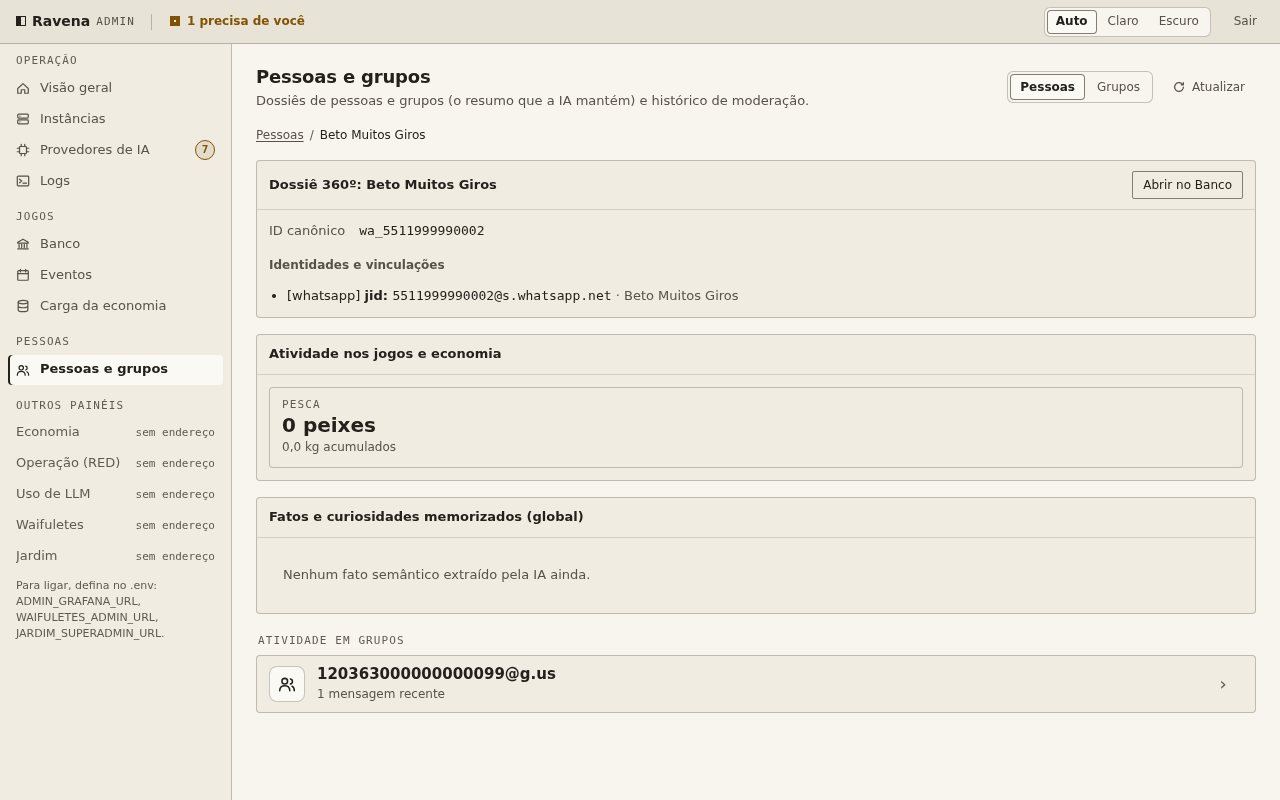 Ravena ADMIN
1 precisa de você
Auto Claro Escuro Sair
OPERAÇÃO
Visão geral
Instâncias
Provedores de IA 7
Logs
JOGOS
Banco
Eventos
Carga da economia
PESSOAS
Pessoas e grupos
OUTROS PAINÉIS
Economia sem endereço
Operação (RED) sem endereço
Uso de LLM sem endereço
Waifuletes sem endereço
Jardim sem endereço
Para ligar, defina no .env:
ADMIN_GRAFANA_URL,
WAIFULETES_ADMIN_URL,
JARDIM_SUPERADMIN_URL.
Pessoas e grupos
Dossiês de pessoas e grupos (o resumo que a IA mantém) e histórico de moderação.
Pessoas Grupos Atualizar
Pessoas / Beto Muitos Giros
Dossiê 360º: Beto Muitos Giros
Abrir no Banco
ID canônico wa_5511999990002
Identidades e vinculações
• [whatsapp] jid: 5511999990002@s.whatsapp.net · Beto Muitos Giros
Atividade nos jogos e economia
PESCA
0 peixes
0,0 kg acumulados
Fatos e curiosidades memorizados (global)
Nenhum fato semântico extraído pela IA ainda.
ATIVIDADE EM GRUPOS
120363000000000099@g.us
1 mensagem recente